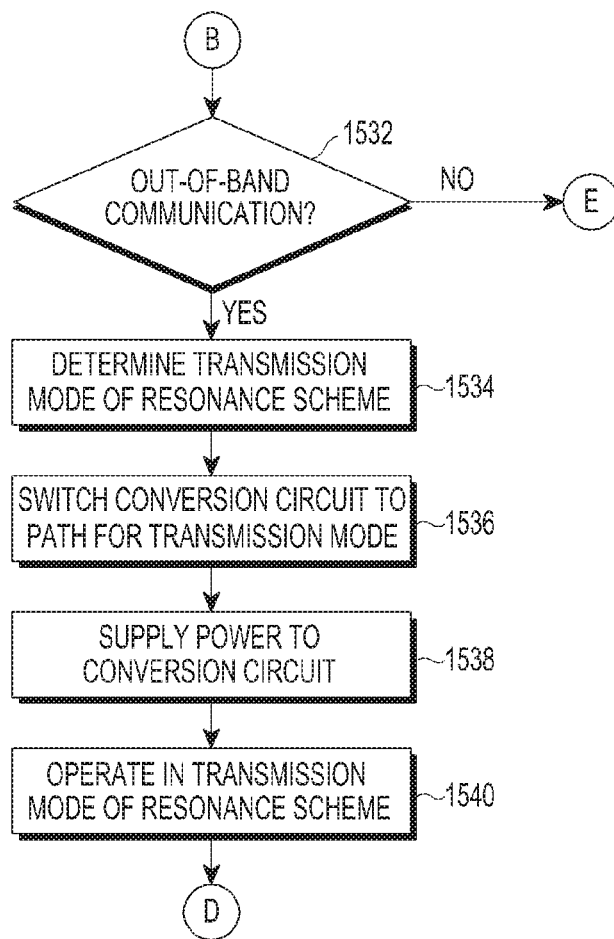 B
1532
OUT-OF-BAND
COMMUNICATION?
NO
E
YES
DETERMINE TRANSMISSION
MODE OF RESONANCE SCHEME
1534
SWITCH CONVERSION CIRCUIT TO
PATH FOR TRANSMISSION MODE
1536
SUPPLY POWER TO
CONVERSION CIRCUIT
1538
OPERATE IN TRANSMISSION
MODE OF RESONANCE SCHEME
1540
D